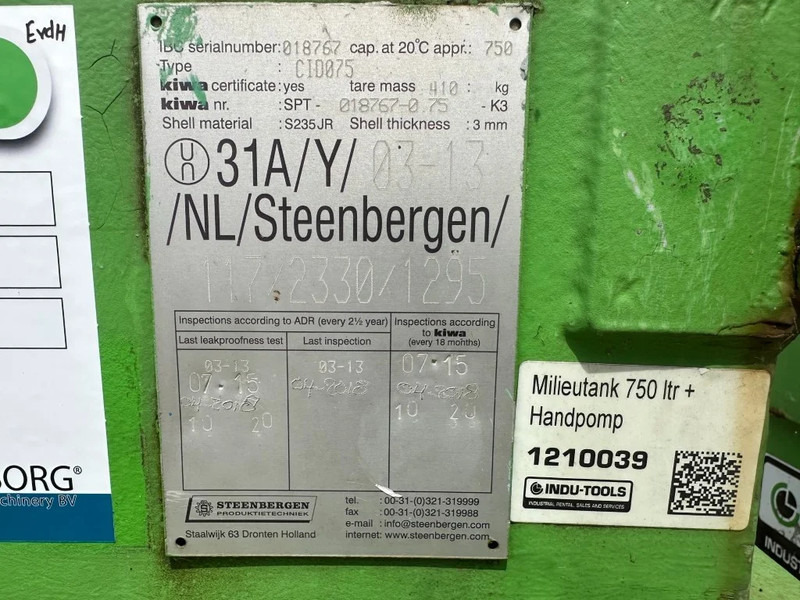 EvdH
IBC serialnumber: 018767 cap. at 20°C appr.: 750
Type : CID075
kiwa certificate: yes tare mass 410 : kg
kiwa nr. : SPT - 018767-0.75 - K3
Shell material : S235JR Shell thickness : 3 mm
un 31A/Y/ 03-13
/NL/Steenbergen/
117.2330/1295
Inspections according to ADR (every 2½ year)
Inspections according
to kiwa
(every 18 mohths)
Last leakproofness test
Last inspection
03-13
07-15
04-2018
10 20
03-13
04-2018
07-15
04-2018
10 20
STEENBERGEN
PRODUKTIETECHNIEK
Staalwijk 63 Dronten Holland
tel. : 00-31-(0)321-319999
fax : 00-31-(0)321-319988
e-mail : info@steenbergen.com
internet: www.steenbergen.com
Milieutank 750 ltr +
Handpomp
1210039
INDU-TOOLS
INDUSTRIAL RENTAL, SALES AND SERVICES
BORG®
achinery BV
INDUST